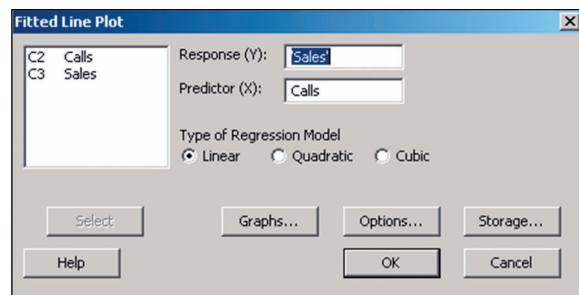 Fitted Line Plot
C2 Calls
C3 Sales
Response (Y): 'Sales'
Predictor (X): Calls
Type of Regression Model
Linear Quadratic Cubic
Select Graphs... Options... Storage...
Help OK Cancel